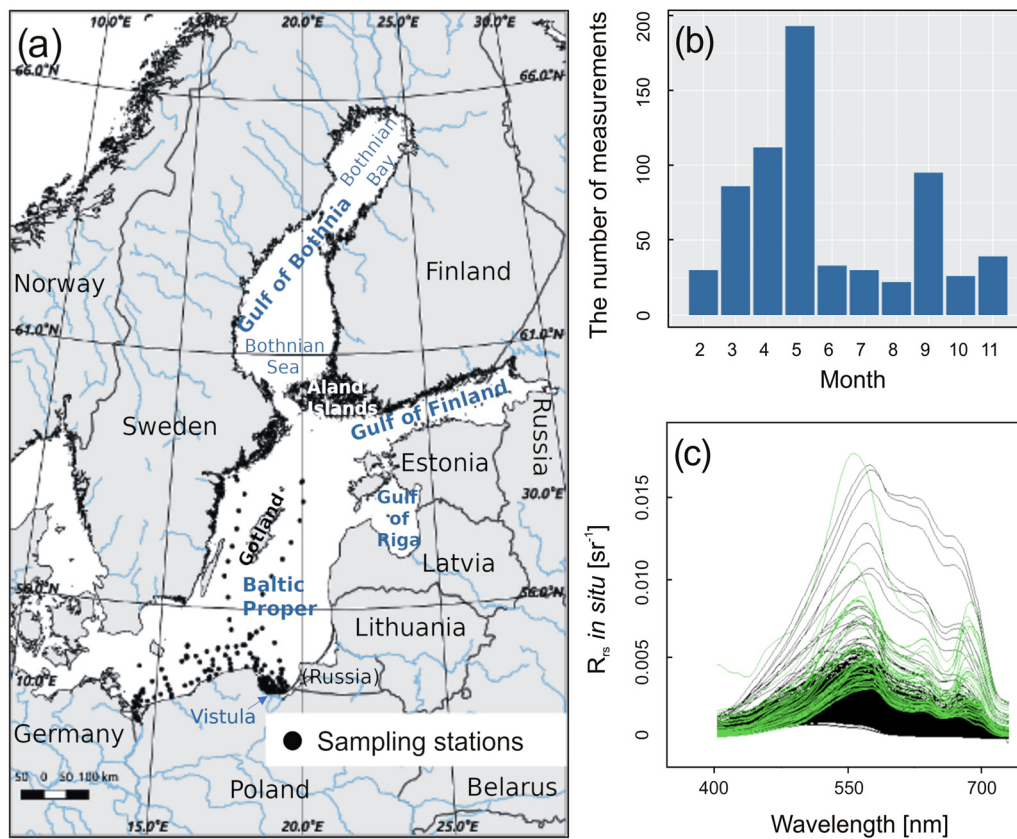 (a)
10.0°E
15.0°E
20.0°E
25.0°E
30.0°E
66.0°N
66.0°N
Bothnian
Bay
Gulf of Bothnia
Norway
Finland
61.0°N
61.0°N
Bothnian
Sea
Aland
Islands
Gulf of Finland
Sweden
Estonia
Russia
Gulf
of
Riga
30.0°E
Gotland
Latvia
Baltic
Proper
56.0°N
56.0°N
Lithuania
10.0°E
(Russia)
Vistula
Germany
Sampling stations
50 0 50 100 km
Poland
Belarus
15.0°E
20.0°E
25.0°E
(b)
The number of measurements
200
150
100
50
0
2 3 4 5 6 7 8 9 10 11
Month
(c)
Rrs in situ [sr-1]
0.015
0.010
0.005
0
400 550 700
Wavelength [nm]